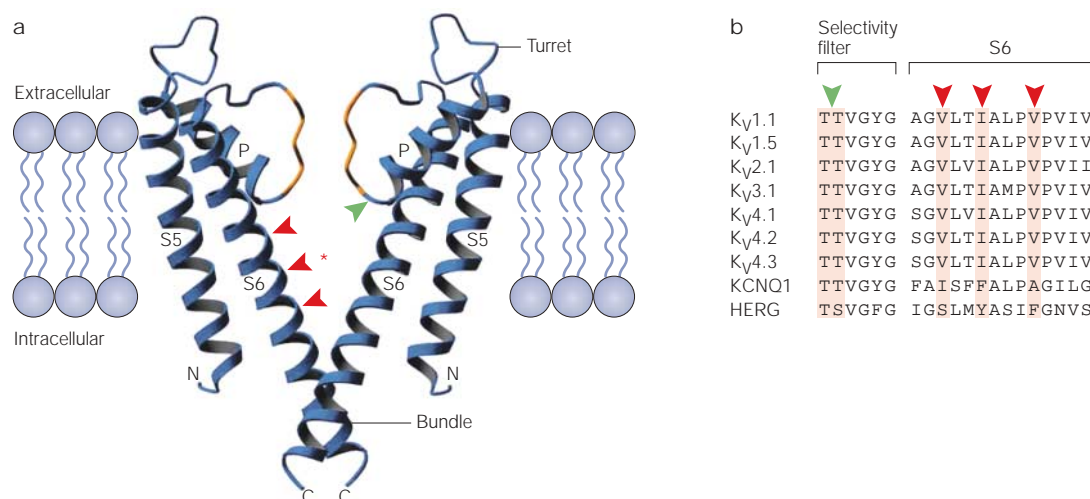 a
Turret
Extracellular
P
P
S5
S5
*
S6
S6
Intracellular
N
N
Bundle
C
C
b
Selectivity
filter
S6
KV1.1 TTVGYG AGVLTIALPVPVIV
KV1.5 TTVGYG AGVLTIALPVPVIV
KV2.1 TTVGYG AGVLTIALPVPVII
KV3.1 TTVGYG AGVLTIAMPVPVIV
KV4.1 TTVGYG SGVLVIALPVPVIV
KV4.2 TTVGYG SGVLTIALPVPVIV
KV4.3 TTVGYG SGVLTIALPVPVIV
KCNQ1 TTVGYG FAISFFALPAGILG
HERG TSVGFG IGSLMYASIFGNVS